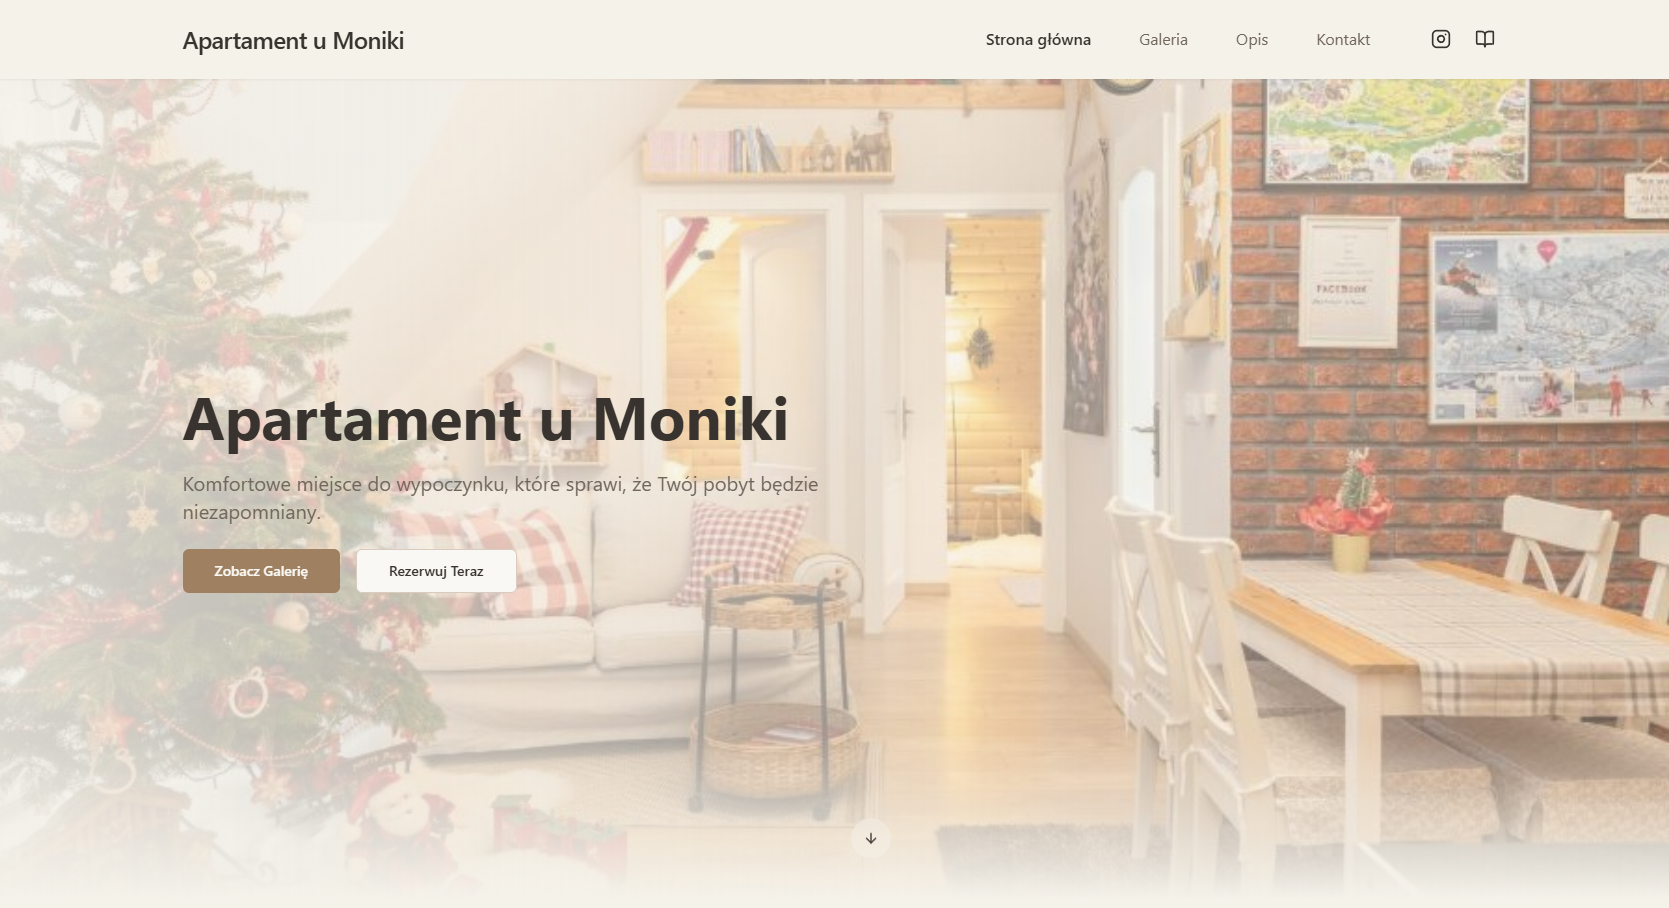 Apartament u Moniki
Strona główna
Galeria
Opis
Kontakt
FACEBOOK
Apartament u Moniki
Komfortowe miejsce do wypoczynku, które sprawi, że Twój pobyt będzie
niezapomniany.
Zobacz Galerię
Rezerwuj Teraz